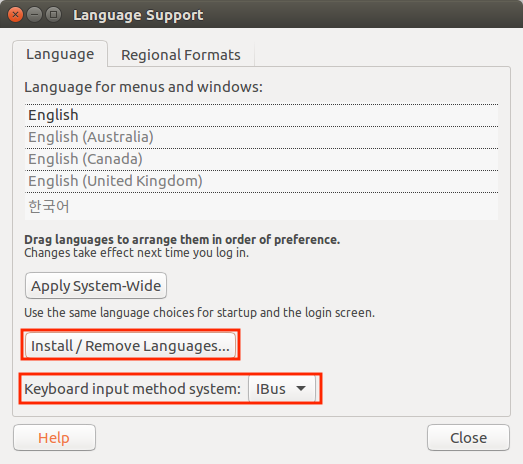 Language Support
Language Regional Formats
Language for menus and windows:
English
English (Australia)
English (Canada)
English (United Kingdom)
한국어
Drag languages to arrange them in order of preference.
Changes take effect next time you log in.
Apply System-Wide
Use the same language choices for startup and the login screen.
Install / Remove Languages...
Keyboard input method system: IBus
Help Close